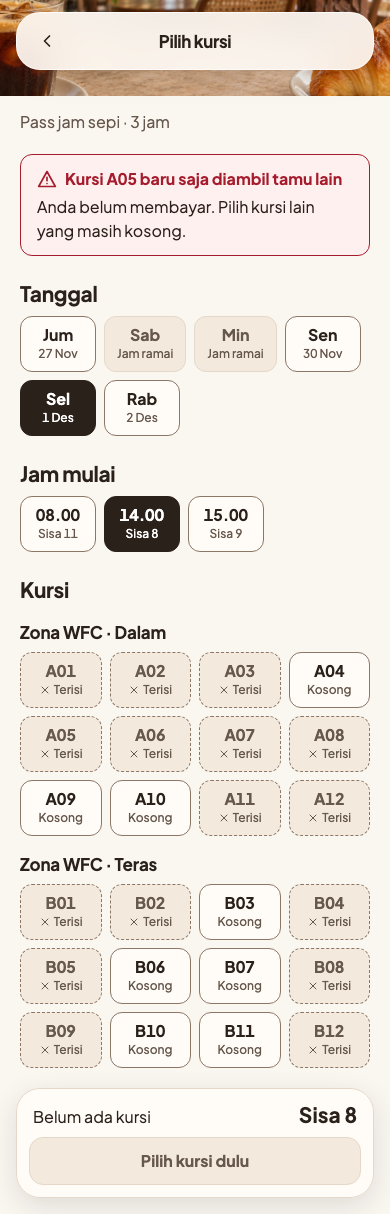 Pilih kursi
Pass jam sepi · 3 jam
Kursi A05 baru saja diambil tamu lain
Anda belum membayar. Pilih kursi lain
yang masih kosong.
Tanggal
Jum Sab Min Sen
27 Nov Jam ramai Jam ramai 30 Nov
Sel Rab
1 Des 2 Des
Jam mulai
08.00 14.00 15.00
Sisa 11 Sisa 8 Sisa 9
Kursi
Zona WFC · Dalam
A01 A02 A03 A04
× Terisi × Terisi × Terisi Kosong
A05 A06 A07 A08
× Terisi × Terisi × Terisi × Terisi
A09 A10 A11 A12
Kosong Kosong × Terisi × Terisi
Zona WFC · Teras
B01 B02 B03 B04
× Terisi × Terisi Kosong × Terisi
B05 B06 B07 B08
× Terisi Kosong Kosong × Terisi
B09 B10 B11 B12
× Terisi Kosong Kosong × Terisi
Belum ada kursi Sisa 8
Pilih kursi dulu